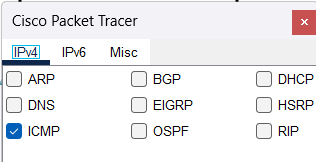 Cisco Packet Tracer
IPv4 IPv6 Misc
ARP BGP DHCP
DNS EIGRP HSRP
ICMP OSPF RIP